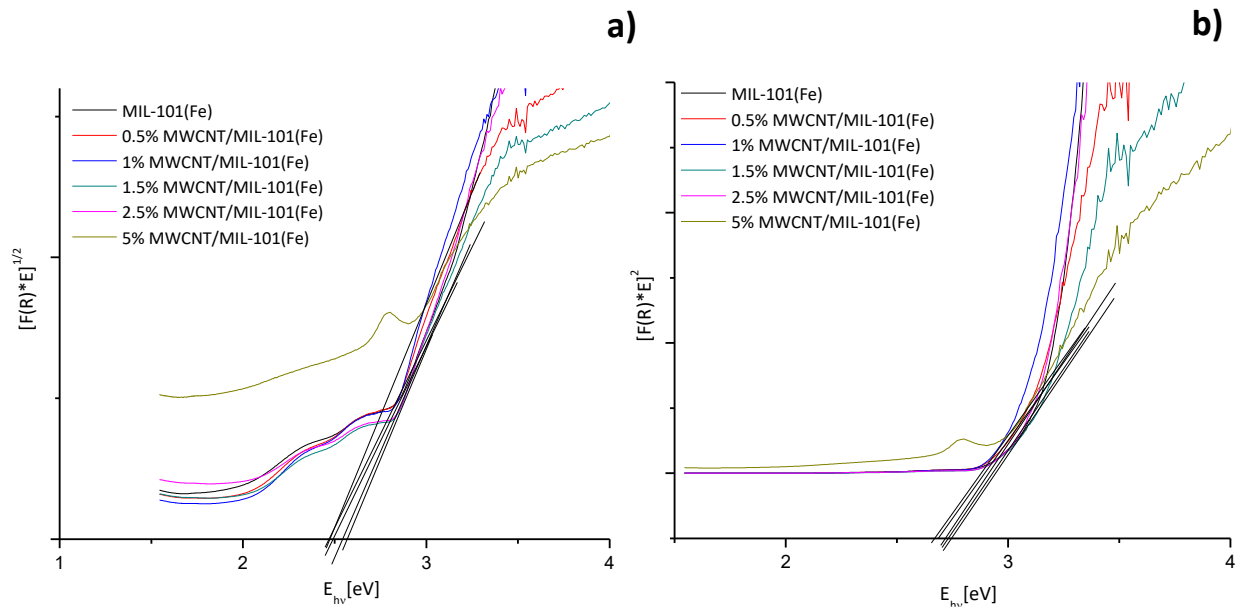 a)
MIL-101(Fe)
0.5% MWCNT/MIL-101(Fe)
1% MWCNT/MIL-101(Fe)
1.5% MWCNT/MIL-101(Fe)
2.5% MWCNT/MIL-101(Fe)
5% MWCNT/MIL-101(Fe)
[F(R)*E]^1/2
1 2 3 4
E_hν[eV]
b)
MIL-101(Fe)
0.5% MWCNT/MIL-101(Fe)
1% MWCNT/MIL-101(Fe)
1.5% MWCNT/MIL-101(Fe)
2.5% MWCNT/MIL-101(Fe)
5% MWCNT/MIL-101(Fe)
[F(R)*E]^2
2 3 4
E_hν[eV]